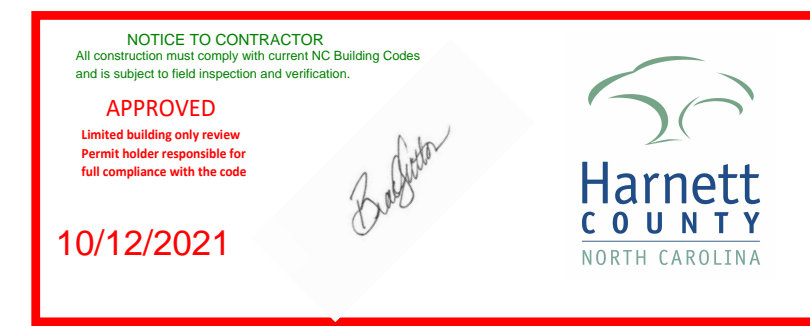 NOTICE TO CONTRACTOR
All construction must comply with current NC Building Codes
and is subject to field inspection and verification.
APPROVED
Limited building only review
Permit holder responsible for
full compliance with the code
Brad Sutton
10/12/2021
Harnett
COUNTY
NORTH CAROLINA